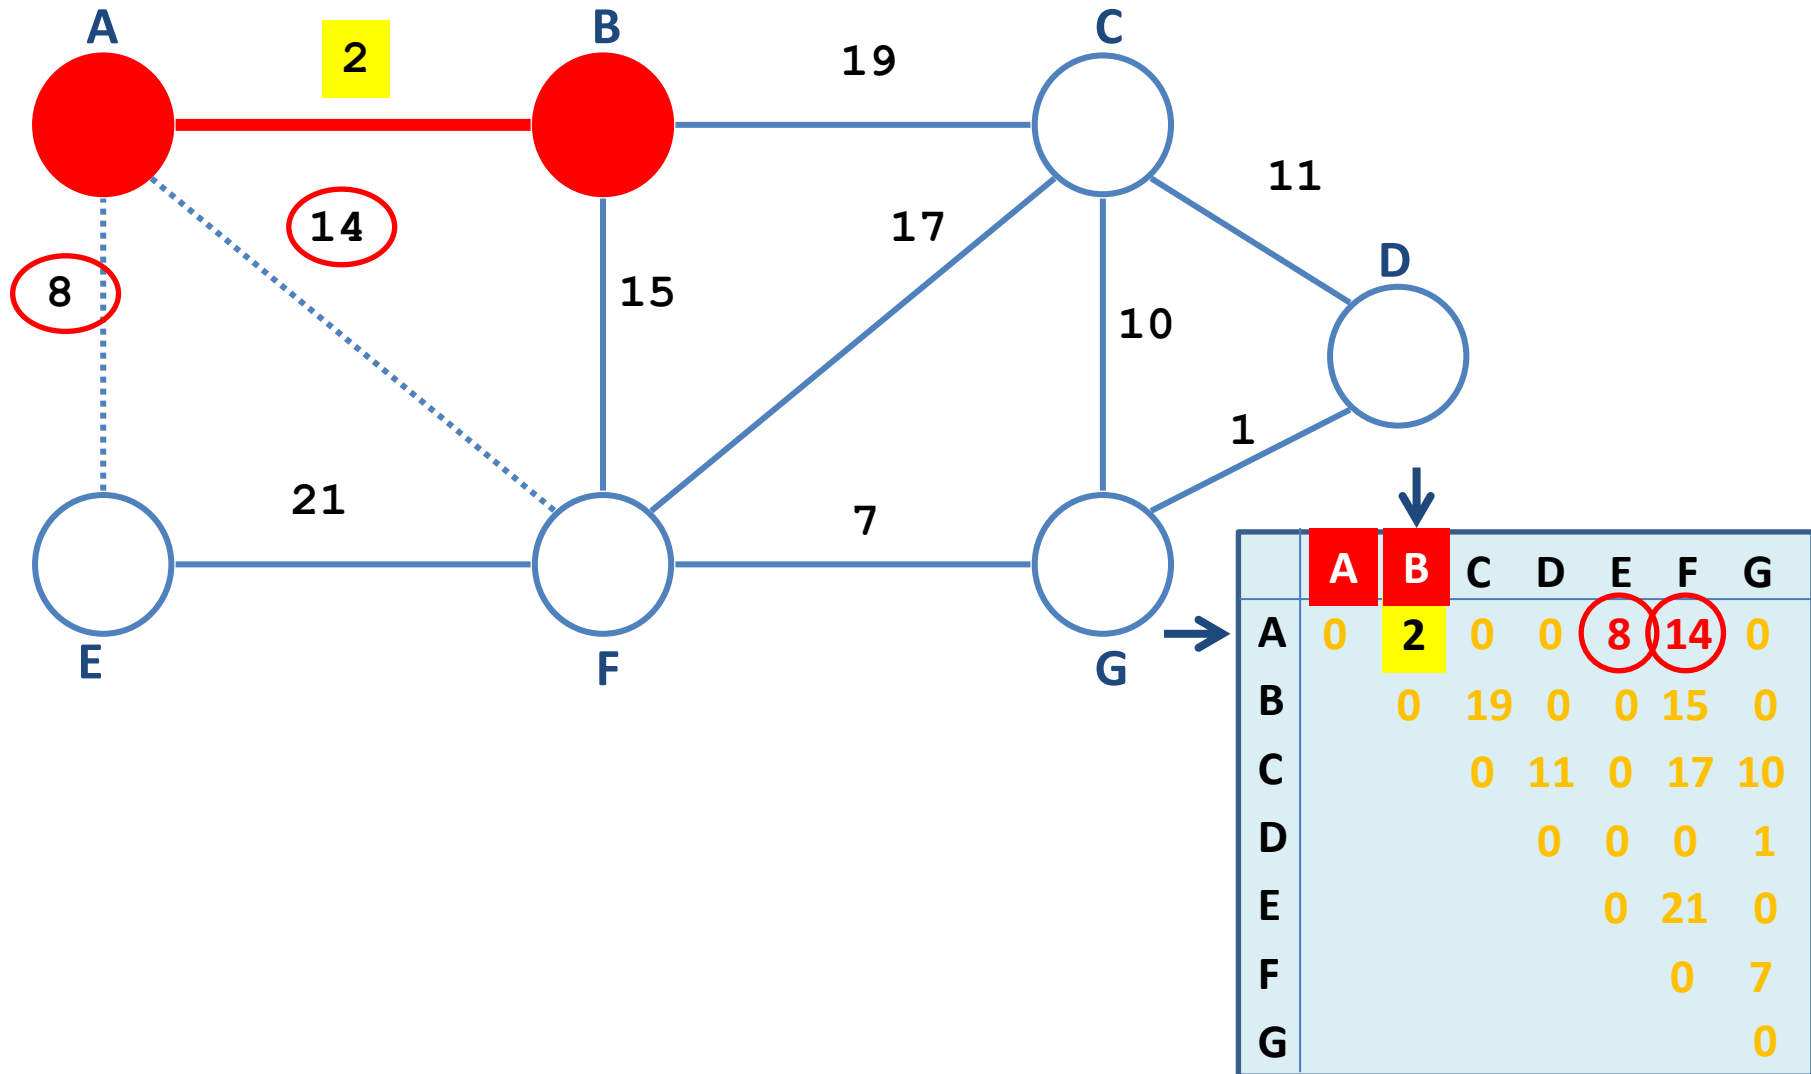 A
B
C
2
19
11
14
17
D
8
15
10
1
21
7
E
F
G
A B C D E F G
A 0 2 0 0 8 14 0
B 0 19 0 0 15 0
C 0 11 0 17 10
D 0 0 0 1
E 0 21 0
F 0 7
G 0